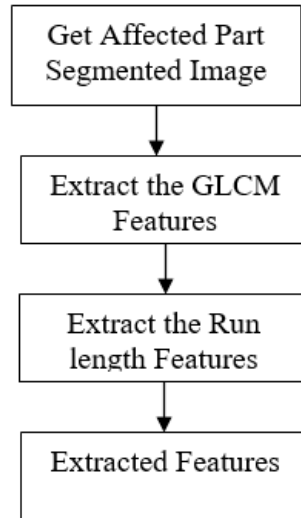 Get Affected Part
Segmented Image
Extract the GLCM
Features
Extract the Run
length Features
Extracted Features